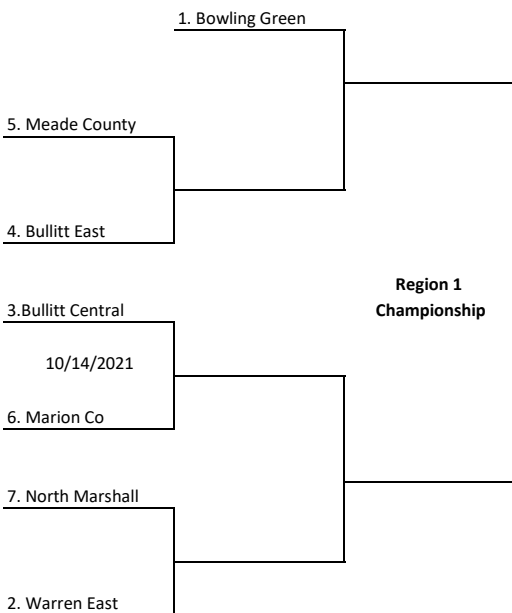 1. Bowling Green
5. Meade County
4. Bullitt East
Region 1
Championship
3.Bullitt Central
10/14/2021
6. Marion Co
7. North Marshall
2. Warren East